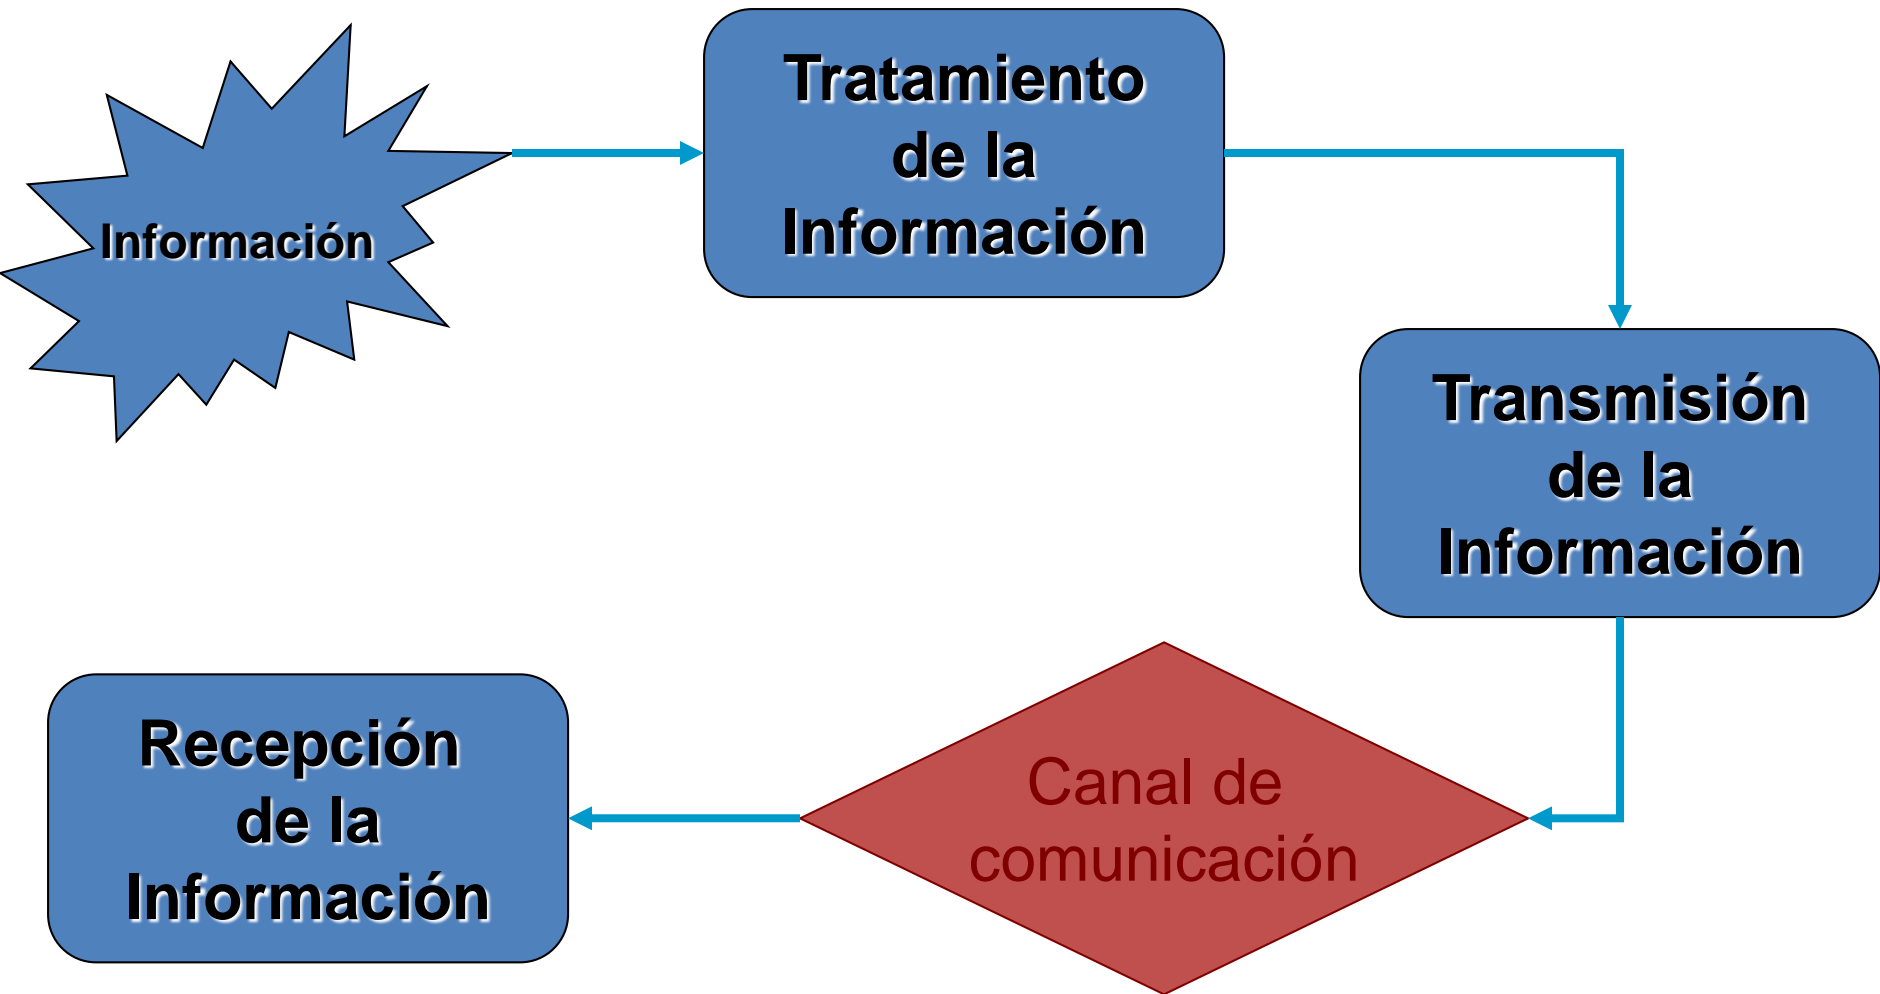 Información
Tratamiento
de la
Información
Transmisión
de la
Información
Canal de
comunicación
Recepción
de la
Información